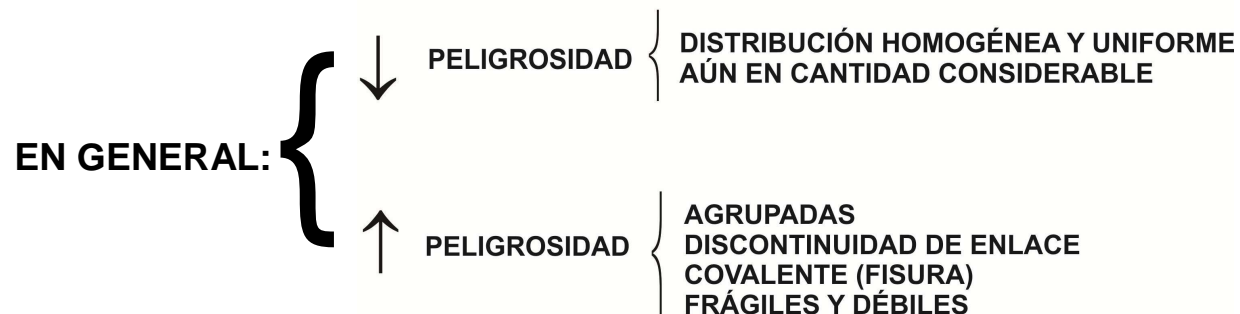 EN GENERAL:
↓ PELIGROSIDAD
DISTRIBUCIÓN HOMOGÉNEA Y UNIFORME
AÚN EN CANTIDAD CONSIDERABLE
↑ PELIGROSIDAD
AGRUPADAS
DISCONTINUIDAD DE ENLACE
COVALENTE (FISURA)
FRÁGILES Y DÉBILES